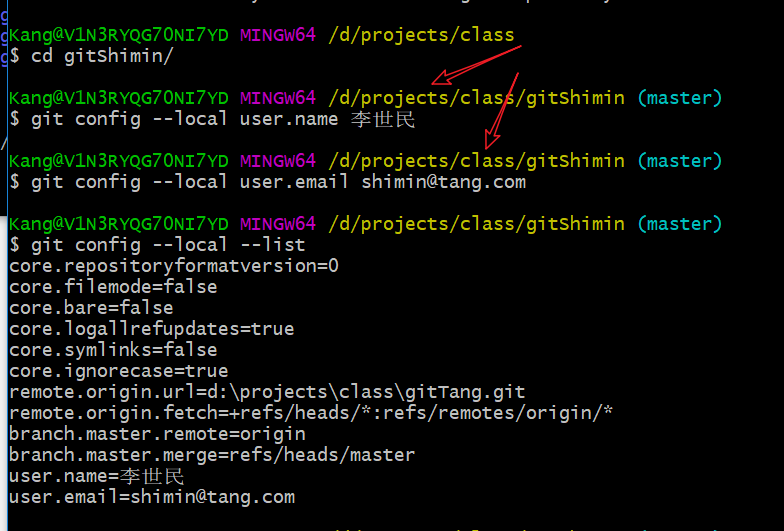 Kang@V1N3RYQG7ONI7YD MINGW64 /d/projects/class
$ cd gitShimin/
Kang@V1N3RYQG7ONI7YD MINGW64 /d/projects/class/gitShimin (master)
$ git config --local user.name 李世民
Kang@V1N3RYQG7ONI7YD MINGW64 /d/projects/class/gitShimin (master)
$ git config --local user.email shimin@tang.com
Kang@V1N3RYQG7ONI7YD MINGW64 /d/projects/class/gitShimin (master)
$ git config --local --list
core.repositoryformatversion=0
core.filemode=false
core.bare=false
core.logallrefupdates=true
core.symlinks=false
core.ignorecase=true
remote.origin.url=d:\projects\class\gitTang.git
remote.origin.fetch=+refs/heads/*:refs/remotes/origin/*
branch.master.remote=origin
branch.master.merge=refs/heads/master
user.name=李世民
user.email=shimin@tang.com